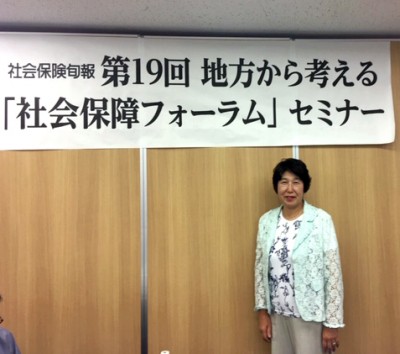 社会保険旬報 第19回 地方から考える
「社会保障フォーラム」セミナー